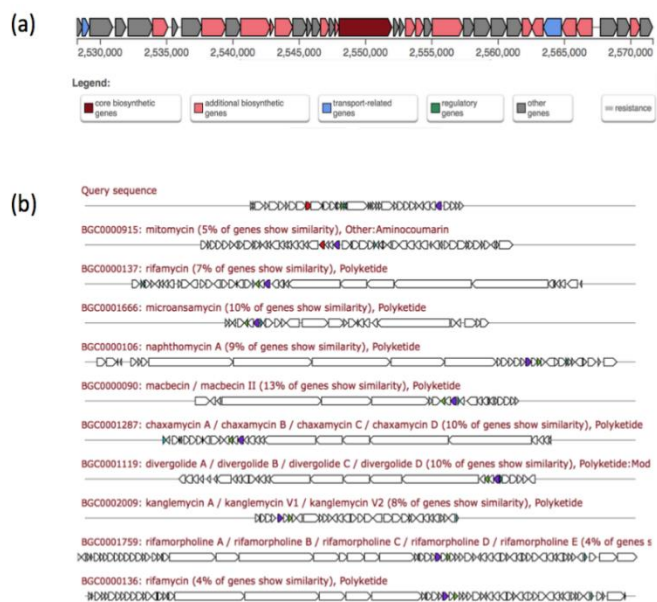 (a)
2,530,000 2,535,000 2,540,000 2,545,000 2,550,000 2,555,000 2,560,000 2,565,000 2,570,000
Legend:
core biosynthetic genes
additional biosynthetic genes
transport-related genes
regulatory genes
other genes
resistance
(b)
Query sequence
BGC0000915: mitomycin (5% of genes show similarity), Other:Aminocoumarin
BGC0000137: rifamycin (7% of genes show similarity), Polyketide
BGC0001666: microansamycin (10% of genes show similarity), Polyketide
BGC0000106: naphthomycin A (9% of genes show similarity), Polyketide
BGC0000090: macbecin / macbecin II (13% of genes show similarity), Polyketide
BGC0001287: chaxamycin A / chaxamycin B / chaxamycin C / chaxamycin D (10% of genes show similarity), Polyketide
BGC0001119: divergolide A / divergolide B / divergolide C / divergolide D (10% of genes show similarity), Polyketide:Mod
BGC0002009: kanglemycin A / kanglemycin V1 / kanglemycin V2 (8% of genes show similarity), Polyketide
BGC0001759: rifamorpholine A / rifamorpholine B / rifamorpholine C / rifamorpholine D / rifamorpholine E (4% of genes s
BGC0000136: rifamycin (4% of genes show similarity), Polyketide